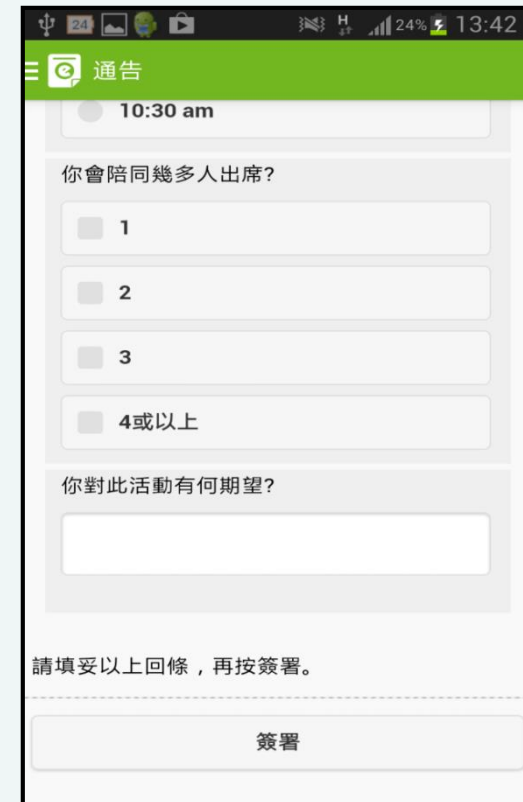 24 H 24% 13:42
通告
10:30 am
你會陪同幾多人出席?
1
2
3
4或以上
你對此活動有何期望?
請填妥以上回條，再按簽署。
簽署